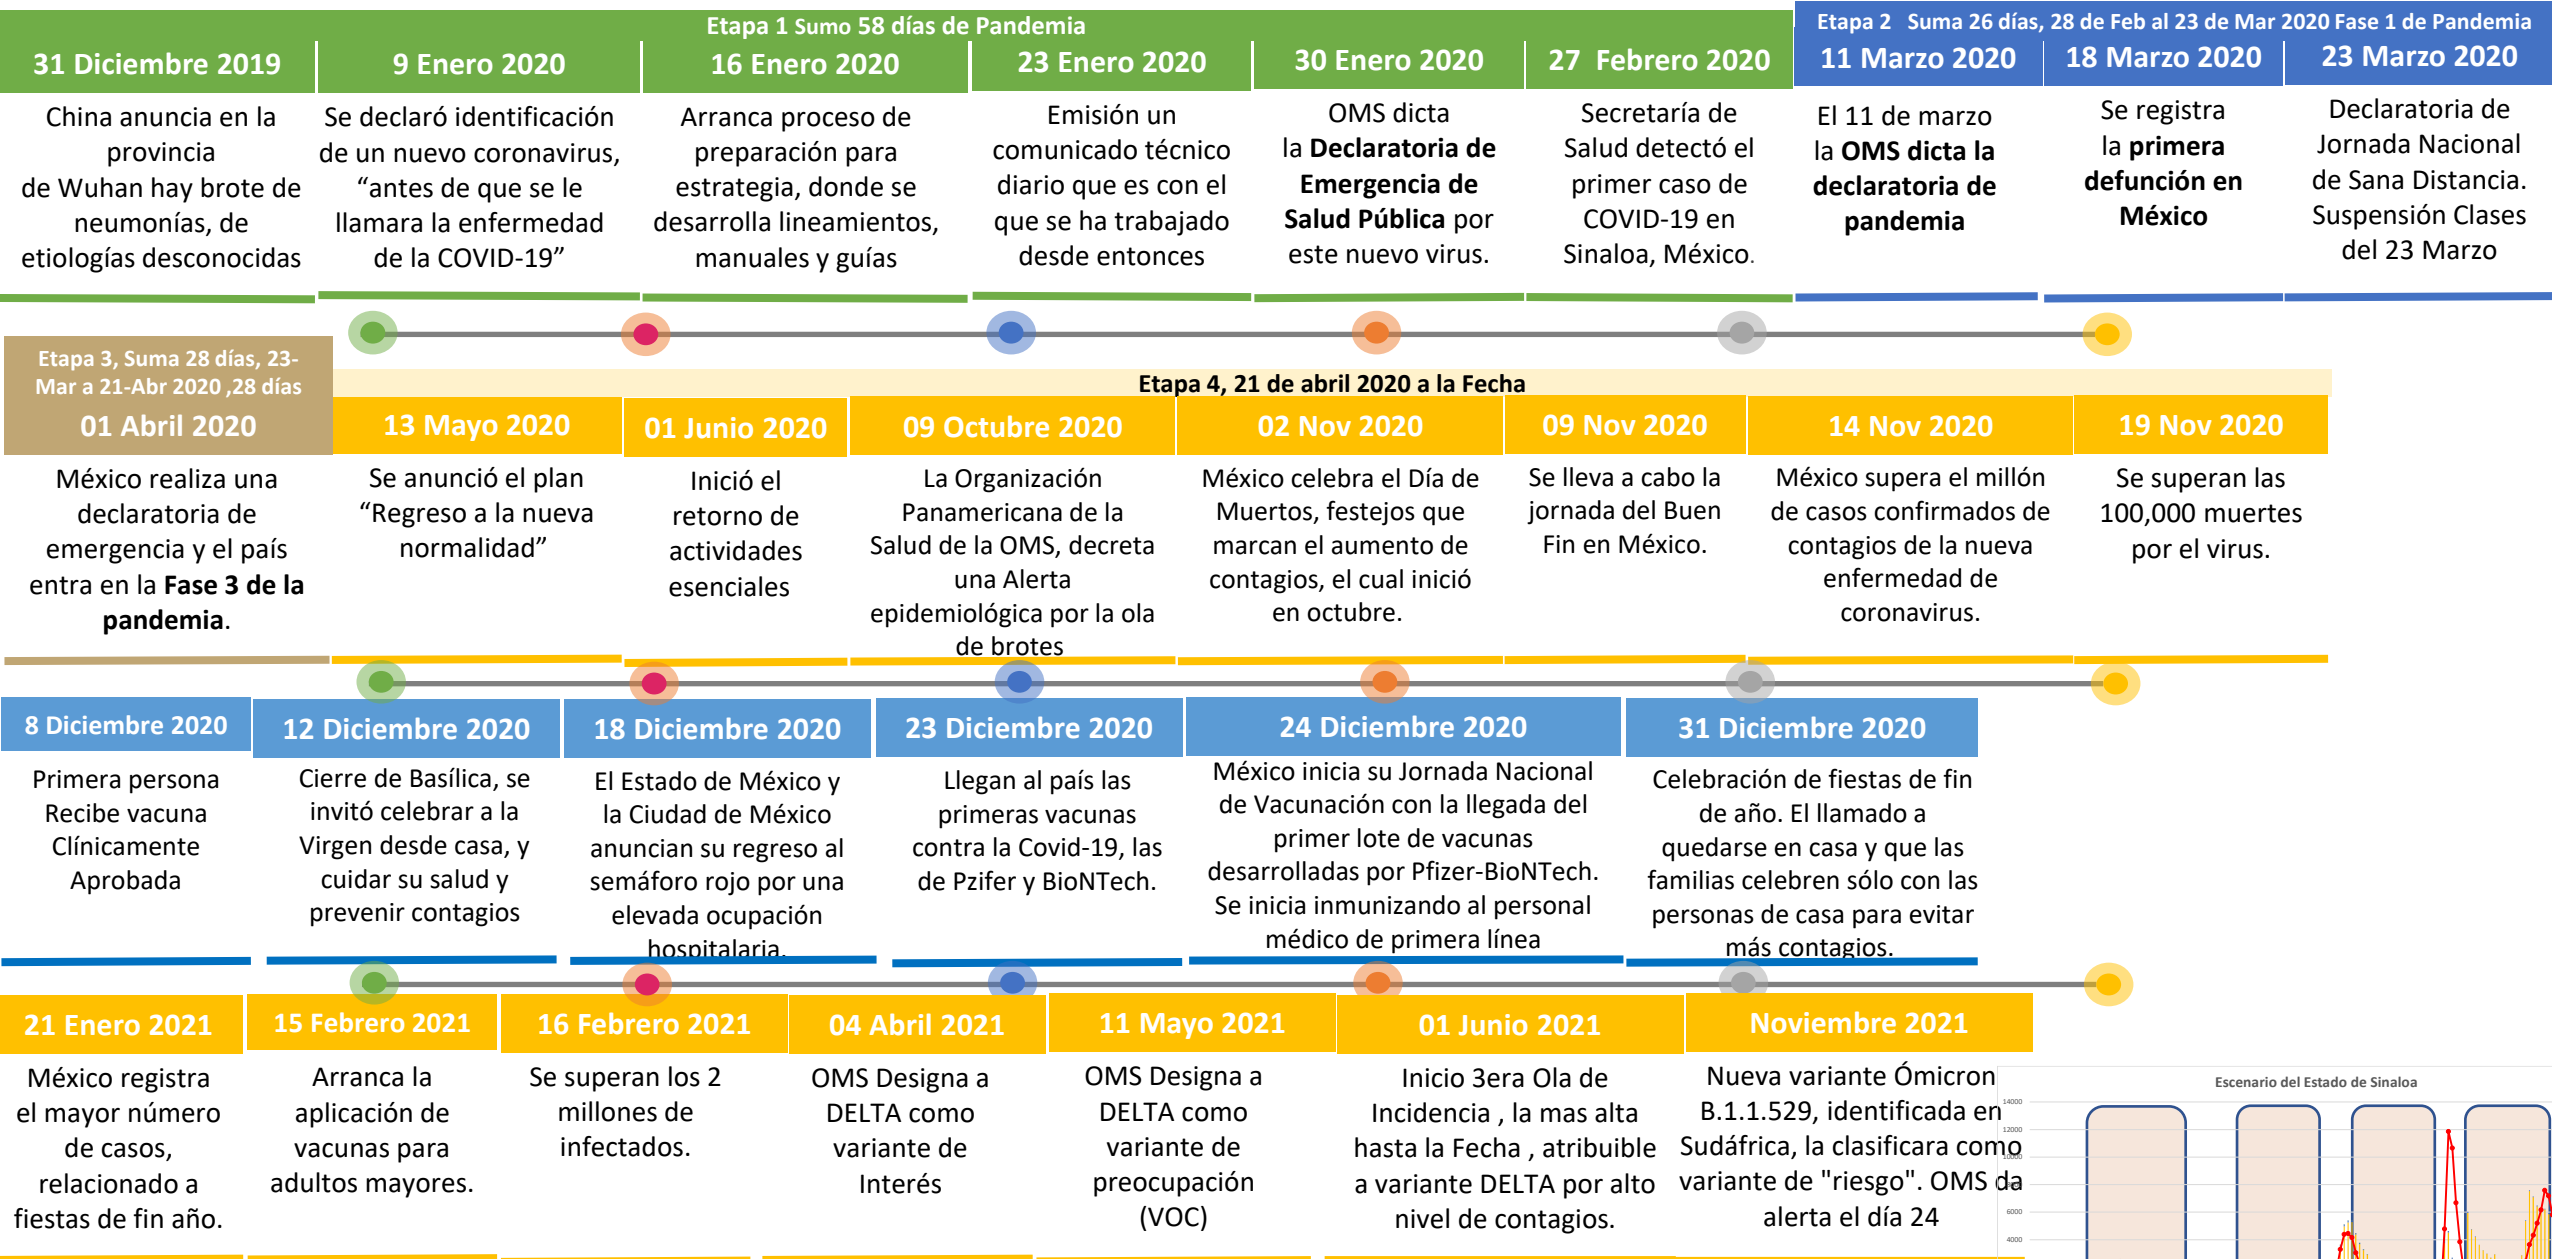 Etapa 1 Sumo 58 días de Pandemia
Etapa 2 Suma 26 días, 28 de Feb al 23 de Mar 2020 Fase 1 de Pandemia
31 Diciembre 2019
China anuncia en la
provincia
de Wuhan hay brote de
neumonías, de
etiologías desconocidas
9 Enero 2020
Se declaró identificación
de un nuevo coronavirus,
“antes de que se le
llamara la enfermedad
de la COVID-19”
16 Enero 2020
Arranca proceso de
preparación para
estrategia, donde se
desarrolla lineamientos,
manuales y guías
23 Enero 2020
Emisión un
comunicado técnico
diario que es con el
que se ha trabajado
desde entonces
30 Enero 2020
OMS dicta
la Declaratoria de
Emergencia de
Salud Pública por
este nuevo virus.
27 Febrero 2020
Secretaría de
Salud detectó el
primer caso de
COVID-19 en
Sinaloa, México.
11 Marzo 2020
El 11 de marzo
la OMS dicta la
declaratoria de
pandemia
18 Marzo 2020
Se registra
la primera
defunción en
México
23 Marzo 2020
Declaratoria de
Jornada Nacional
de Sana Distancia.
Suspensión Clases
del 23 Marzo
Etapa 3, Suma 28 días, 23-
Mar a 21-Abr 2020 ,28 días
01 Abril 2020
México realiza una
declaratoria de
emergencia y el país
entra en la Fase 3 de la
pandemia.
Etapa 4, 21 de abril 2020 a la Fecha
13 Mayo 2020
Se anunció el plan
“Regreso a la nueva
normalidad”
01 Junio 2020
Inició el
retorno de
actividades
esenciales
09 Octubre 2020
La Organización
Panamericana de la
Salud de la OMS, decreta
una Alerta
epidemiológica por la ola
de brotes
02 Nov 2020
México celebra el Día de
Muertos, festejos que
marcan el aumento de
contagios, el cual inició
en octubre.
09 Nov 2020
Se lleva a cabo la
jornada del Buen
Fin en México.
14 Nov 2020
México supera el millón
de casos confirmados de
contagios de la nueva
enfermedad de
coronavirus.
19 Nov 2020
Se superan las
100,000 muertes
por el virus.
8 Diciembre 2020
Primera persona
Recibe vacuna
Clínicamente
Aprobada
12 Diciembre 2020
Cierre de Basílica, se
invitó celebrar a la
Virgen desde casa, y
cuidar su salud y
prevenir contagios
18 Diciembre 2020
El Estado de México y
la Ciudad de México
anuncian su regreso al
semáforo rojo por una
elevada ocupación
hospitalaria.
23 Diciembre 2020
Llegan al país las
primeras vacunas
contra la Covid-19, las
de Pzifer y BioNTech.
24 Diciembre 2020
México inicia su Jornada Nacional
de Vacunación con la llegada del
primer lote de vacunas
desarrolladas por Pfizer-BioNTech.
Se inicia inmunizando al personal
médico de primera línea
31 Diciembre 2020
Celebración de fiestas de fin
de año. El llamado a
quedarse en casa y que las
familias celebren sólo con las
personas de casa para evitar
más contagios.
21 Enero 2021
México registra
el mayor número
de casos,
relacionado a
fiestas de fin año.
15 Febrero 2021
Arranca la
aplicación de
vacunas para
adultos mayores.
16 Febrero 2021
Se superan los 2
millones de
infectados.
04 Abril 2021
OMS Designa a
DELTA como
variante de
Interés
11 Mayo 2021
OMS Designa a
DELTA como
variante de
preocupación
(VOC)
01 Junio 2021
Inicio 3era Ola de
Incidencia , la mas alta
hasta la Fecha , atribuible
a variante DELTA por alto
nivel de contagios.
Noviembre 2021
Nueva variante Ómicron
B.1.1.529, identificada en
Sudáfrica, la clasificara como
variante de "riesgo". OMS da
alerta el día 24
Escenario del Estado de Sinaloa
14000
12000
10000
6000
4000